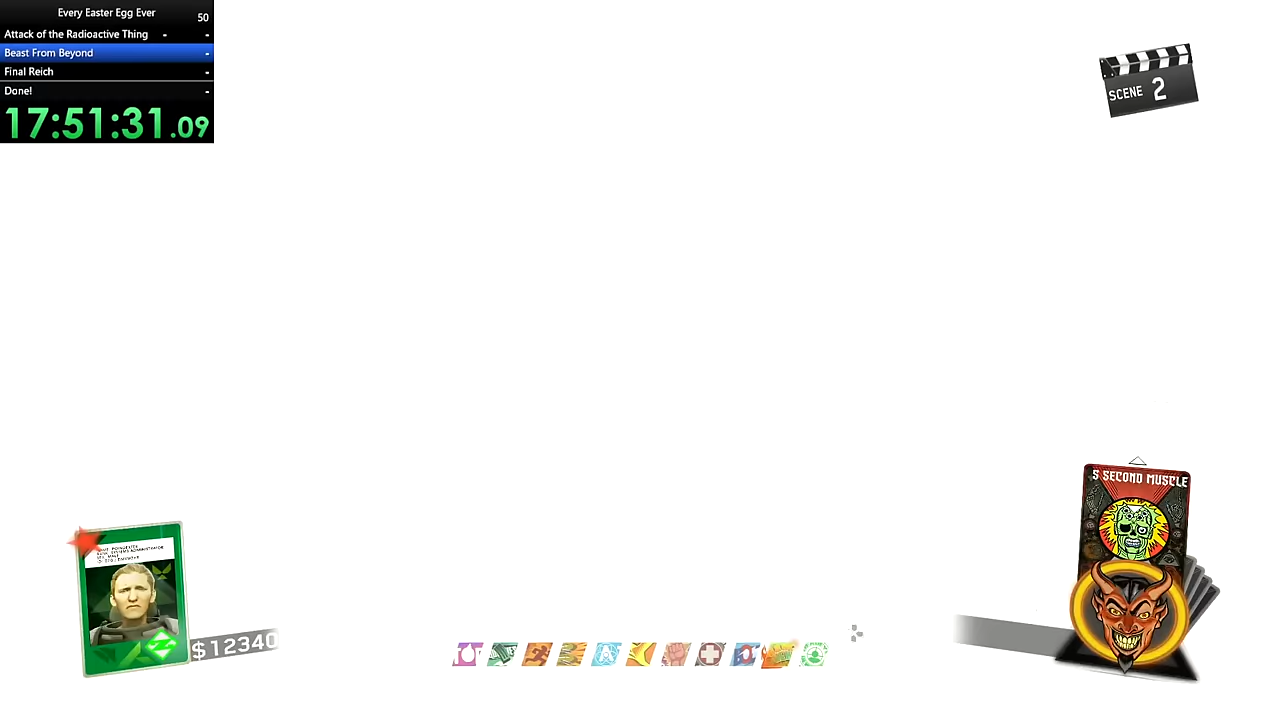 Every Easter Egg Ever
50
Attack of the Radioactive Thing - -
Beast From Beyond -
Final Reich -
Done! -
17:51:31.09
SCENE 2
5 SECOND MUSCLE
$12340